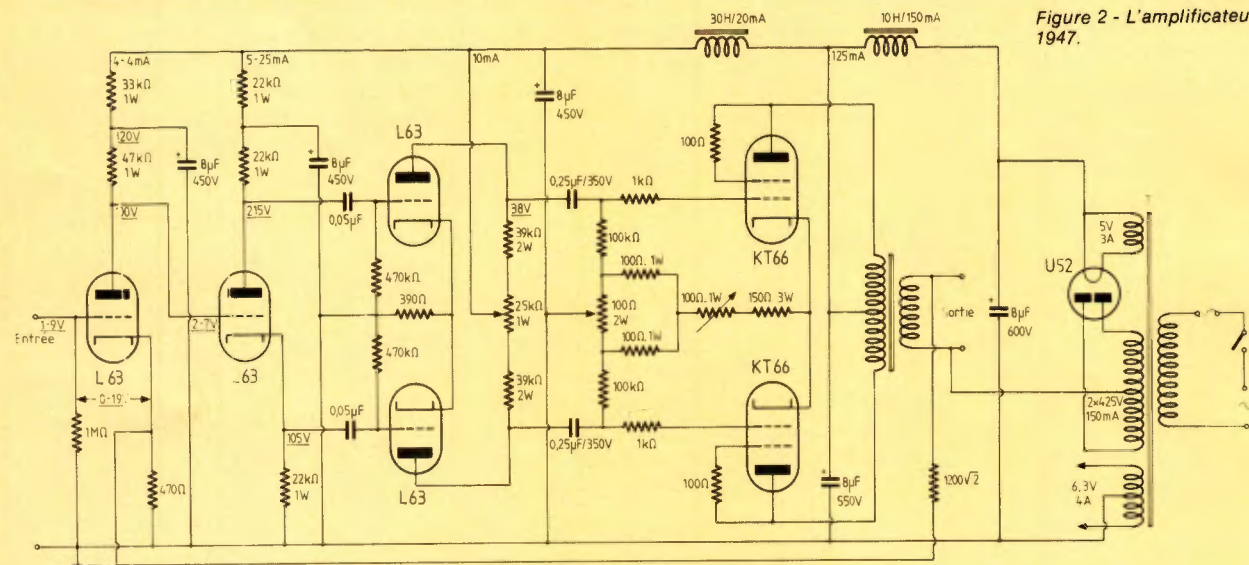 Figure 2 - L'amplificateu
1947.
30H/20mA
10H/150mA
4-4mA
5-25mA
10mA
125mA
33kΩ
1W
22kΩ
1W
8µF
450V
120V
47kΩ
1W
8µF
450V
22kΩ
1W
8µF
450V
L63
100Ω
0,25µF/350V
1kΩ
215V
0,05µF
38V
39kΩ
2W
KT66
5V
3A
U52
100kΩ
100Ω.1W
470kΩ
390Ω
25kΩ
1W
100Ω
2W
100Ω.1W
150Ω 3W
100Ω.1W
8µF
600V
1-9V
Entrée
2-7V
L63
L63
0-19
470kΩ
39kΩ
2W
100kΩ
KT66
2×425V
150mA
1MΩ
0,05µF
105V
0,25µF/350V
1kΩ
470Ω
22kΩ
1W
L63
100Ω
8µF
550V
1200√2
6,3V
4A